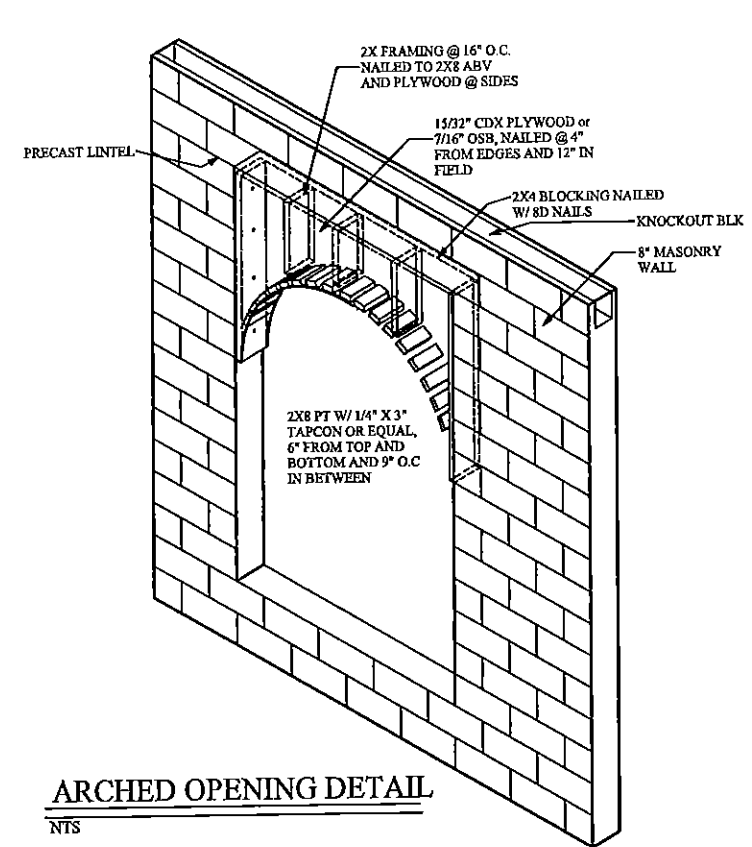 2X FRAMING @ 16" O.C.
NAILED TO 2X8 ABV
AND PLYWOOD @ SIDES
15/32" CDX PLYWOOD or
7/16" OSB, NAILED @ 4"
FROM EDGES AND 12" IN
FIELD
PRECAST LINTEL
2X4 BLOCKING NAILED
W/ 8D NAILS
KNOCKOUT BLK
8" MASONRY
WALL
2X8 PT W/ 1/4" X 3"
TAPCON OR EQUAL,
6" FROM TOP AND
BOTTOM AND 9" O.C
IN BETWEEN
ARCHED OPENING DETAIL
NTS